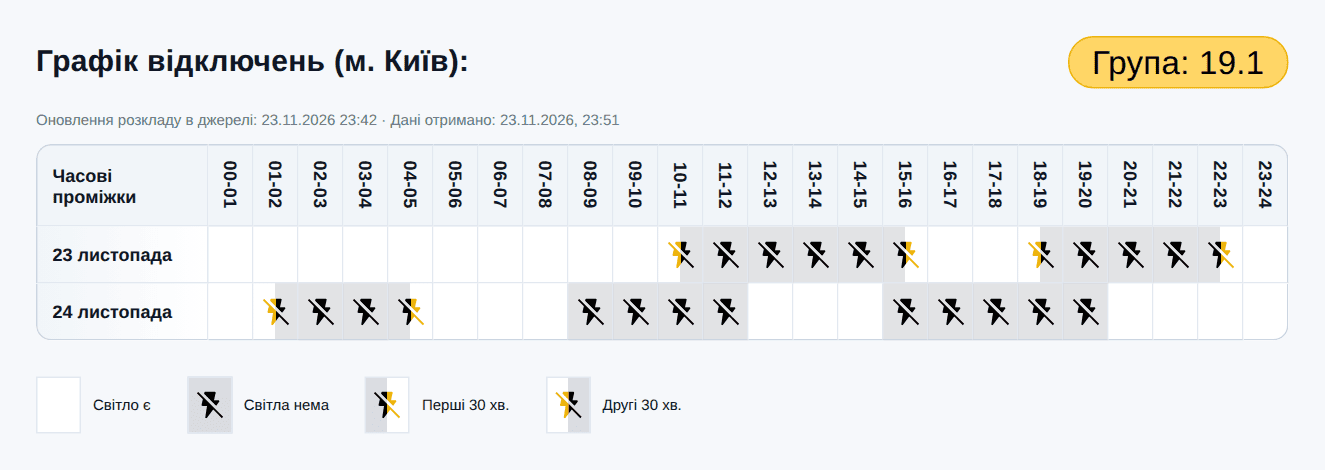 Графік відключень (м. Київ):
Група: 19.1
Оновлення розкладу в джерелі: 23.11.2026 23:42 · Дані отримано: 23.11.2026, 23:51
Часові
проміжки
00-01
01-02
02-03
03-04
04-05
05-06
06-07
07-08
08-09
09-10
10-11
11-12
12-13
13-14
14-15
15-16
16-17
17-18
18-19
19-20
20-21
21-22
22-23
23-24
23 листопада
24 листопада
Світло є
Світла нема
Перші 30 хв.
Другі 30 хв.